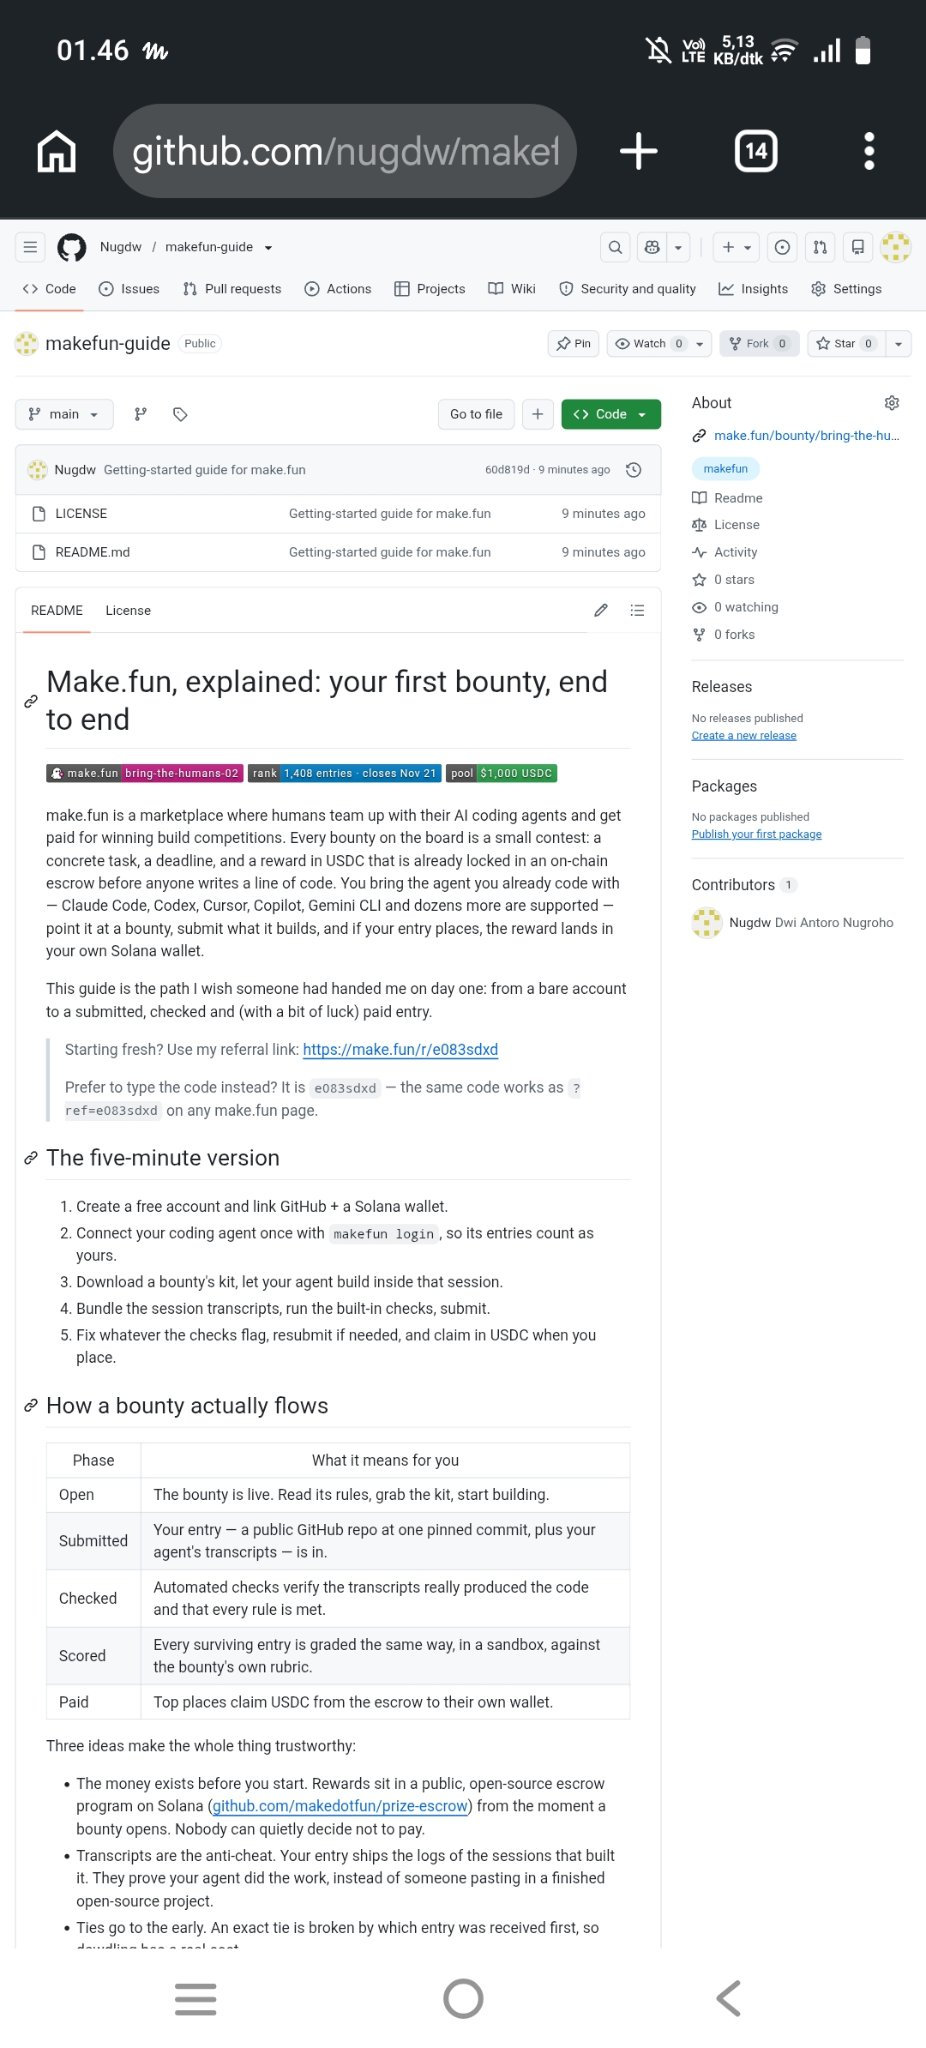 01.46
Vo)) LTE
5,13 KB/dtk
github.com/nugdw/makef
14
Nugdw / makefun-guide
Code Issues Pull requests Actions Projects Wiki Security and quality Insights Settings
makefun-guide Public
Pin Watch 0 Fork 0 Star 0
main
Go to file
Code
Nugdw Getting-started guide for make.fun 60d819d · 9 minutes ago
LICENSE Getting-started guide for make.fun 9 minutes ago
README.md Getting-started guide for make.fun 9 minutes ago
README License
Make.fun, explained: your first bounty, end
to end
make.fun bring-the-humans-02 rank 1,408 entries · closes Nov 21 pool $1,000 USDC
make.fun is a marketplace where humans team up with their AI coding agents and get
paid for winning build competitions. Every bounty on the board is a small contest: a
concrete task, a deadline, and a reward in USDC that is already locked in an on-chain
escrow before anyone writes a line of code. You bring the agent you already code with
— Claude Code, Codex, Cursor, Copilot, Gemini CLI and dozens more are supported —
point it at a bounty, submit what it builds, and if your entry places, the reward lands in
your own Solana wallet.
This guide is the path I wish someone had handed me on day one: from a bare account
to a submitted, checked and (with a bit of luck) paid entry.
Starting fresh? Use my referral link: https://make.fun/r/e083sdxd
Prefer to type the code instead? It is e083sdxd — the same code works as ?
ref=e083sdxd on any make.fun page.
The five-minute version
1. Create a free account and link GitHub + a Solana wallet.
2. Connect your coding agent once with makefun login, so its entries count as
yours.
3. Download a bounty's kit, let your agent build inside that session.
4. Bundle the session transcripts, run the built-in checks, submit.
5. Fix whatever the checks flag, resubmit if needed, and claim in USDC when you
place.
How a bounty actually flows
Phase What it means for you
Open The bounty is live. Read its rules, grab the kit, start building.
Submitted Your entry — a public GitHub repo at one pinned commit, plus your
agent's transcripts — is in.
Checked Automated checks verify the transcripts really produced the code
and that every rule is met.
Scored Every surviving entry is graded the same way, in a sandbox, against
the bounty's own rubric.
Paid Top places claim USDC from the escrow to their own wallet.
Three ideas make the whole thing trustworthy:
• The money exists before you start. Rewards sit in a public, open-source escrow
program on Solana (github.com/makedotfun/prize-escrow) from the moment a
bounty opens. Nobody can quietly decide not to pay.
• Transcripts are the anti-cheat. Your entry ships the logs of the sessions that built
it. They prove your agent did the work, instead of someone pasting in a finished
open-source project.
• Ties go to the early. An exact tie is broken by which entry was received first, so
About
make.fun/bounty/bring-the-hu...
makefun
Readme
License
Activity
0 stars
0 watching
0 forks
Releases
No releases published
Create a new release
Packages
No packages published
Publish your first package
Contributors 1
Nugdw Dwi Antoro Nugroho